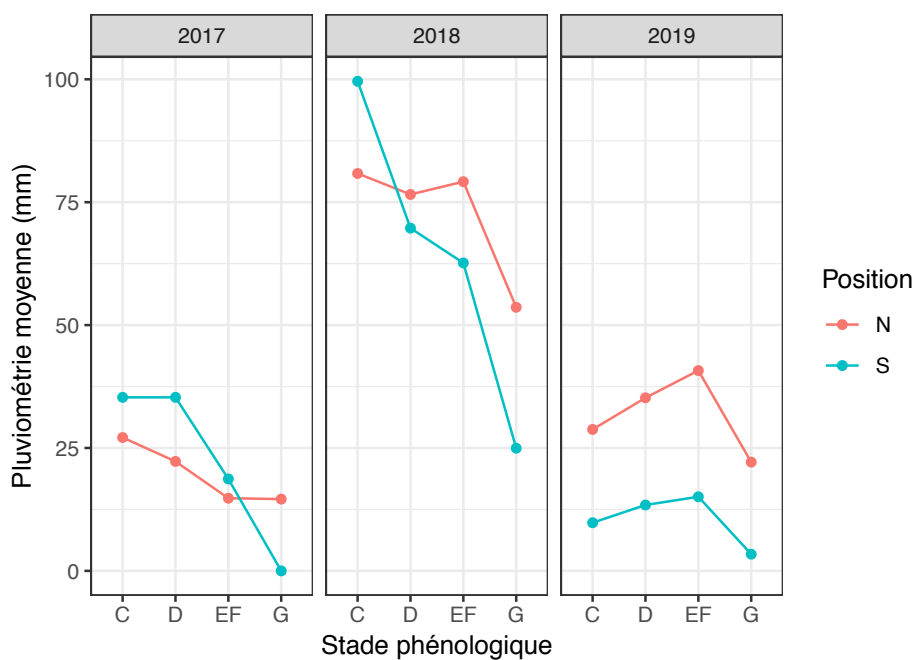 2017 2018 2019
100
75
50
25
0
Pluviométrie moyenne (mm)
C D EF G C D EF G C D EF G
Stade phénologique
Position
N
S